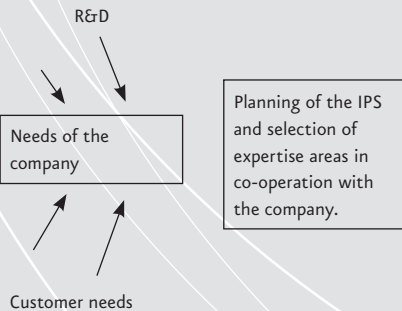 R&D
Needs of the
company
Planning of the IPS
and selection of
expertise areas in
co-operation with
the company.
Customer needs